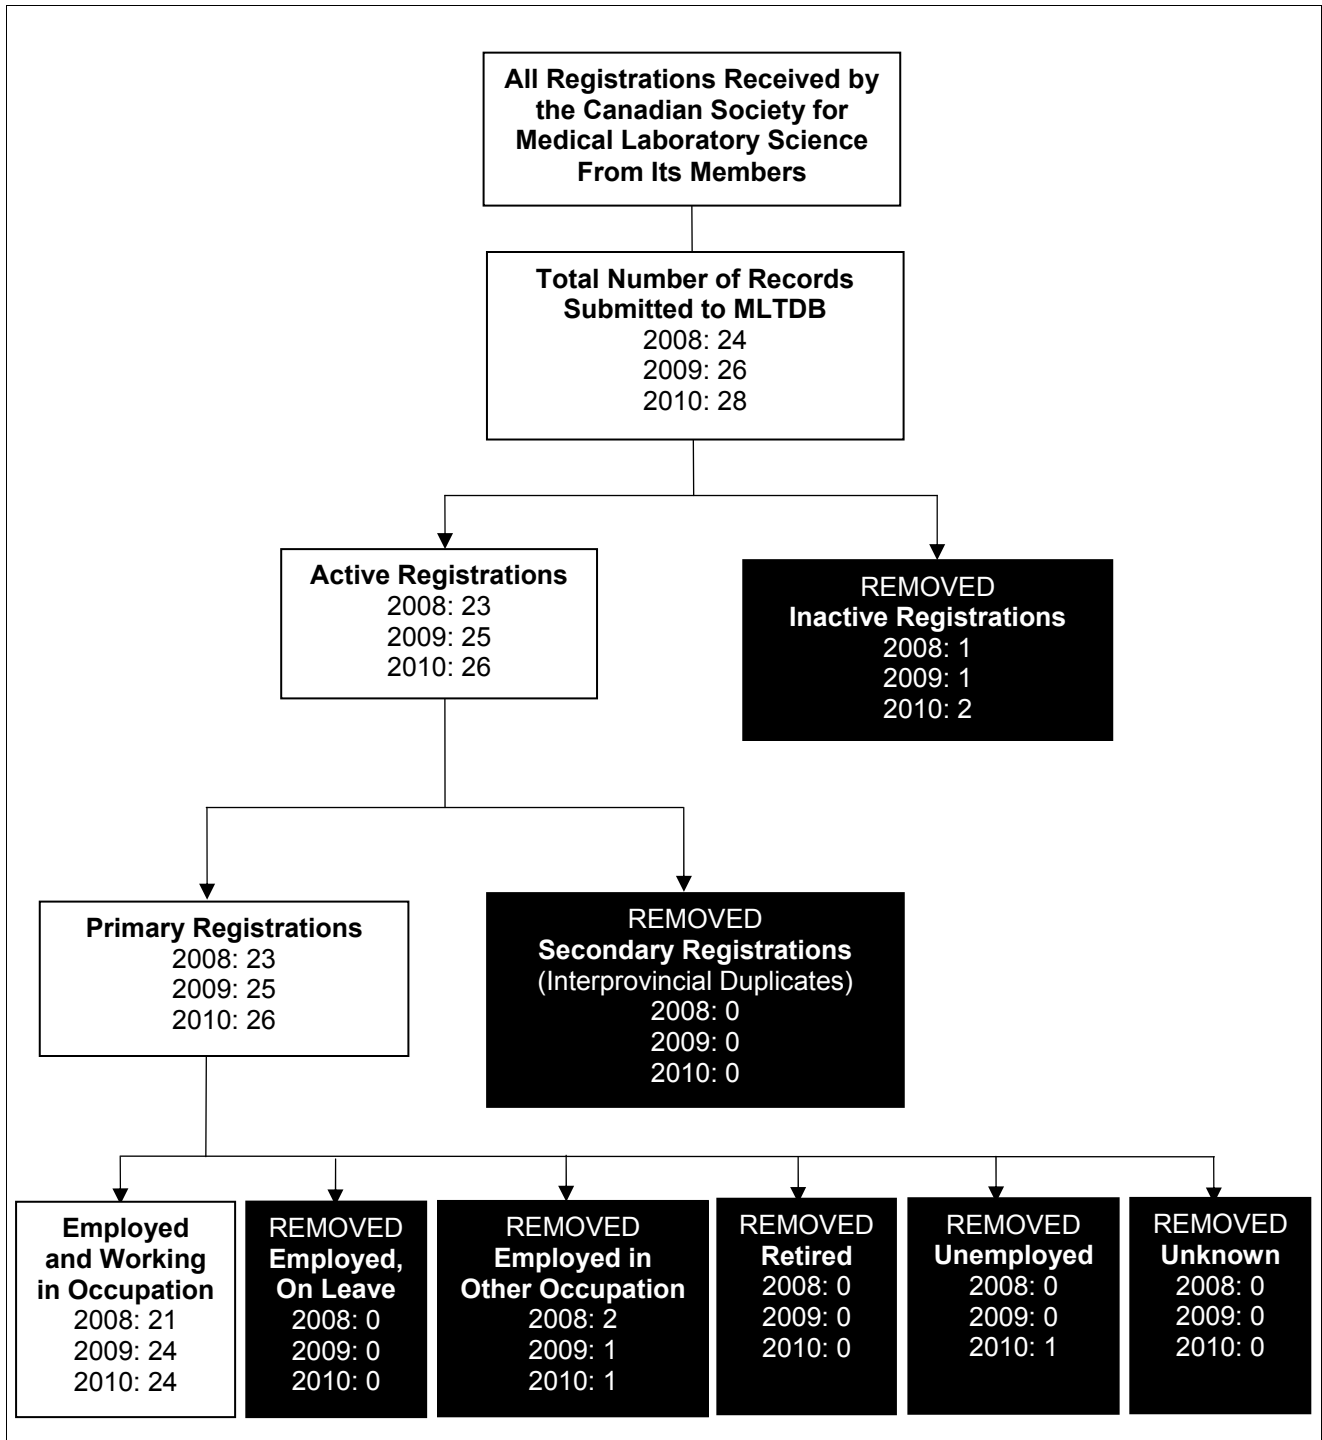 All Registrations Received by
the Canadian Society for
Medical Laboratory Science
From Its Members
Total Number of Records
Submitted to MLTDB
2008: 24
2009: 26
2010: 28
Active Registrations
2008: 23
2009: 25
2010: 26
REMOVED
Inactive Registrations
2008: 1
2009: 1
2010: 2
Primary Registrations
2008: 23
2009: 25
2010: 26
REMOVED
Secondary Registrations
(Interprovincial Duplicates)
2008: 0
2009: 0
2010: 0
Employed
and Working
in Occupation
2008: 21
2009: 24
2010: 24
REMOVED
Employed,
On Leave
2008: 0
2009: 0
2010: 0
REMOVED
Employed in
Other Occupation
2008: 2
2009: 1
2010: 1
REMOVED
Retired
2008: 0
2009: 0
2010: 0
REMOVED
Unemployed
2008: 0
2009: 0
2010: 1
REMOVED
Unknown
2008: 0
2009: 0
2010: 0